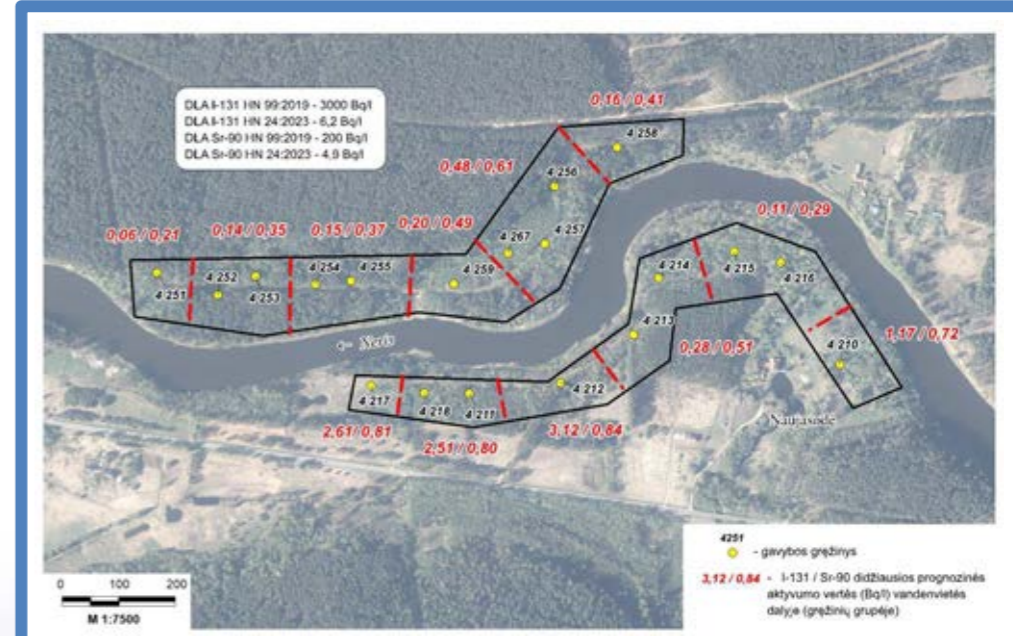 DLA I-131 HN 99:2019 - 3000 Bq/l
DLA I-131 HN 24:2023 - 6,2 Bq/l
DLA Sr-90 HN 99:2019 - 200 Bq/l
DLA Sr-90 HN 24:2023 - 4,9 Bq/l
0,16 / 0,41
4 258
0,48 / 0,61
4 256
0,06 / 0,21
0,14 / 0,35
0,15 / 0,37
0,20 / 0,49
4 267
4 257
4 251
4 252
4 253
4 254
4 255
4 259
0,11 / 0,29
4 214
4 215
4 216
← Neris
4 213
0,28 / 0,51
1,17 / 0,72
4 210
4 217
4 218
4 211
4 212
2,61 / 0,81
2,51 / 0,80
3,12 / 0,84
Naujasodė
4251
- gavybos gręžinys
3,12 / 0,84 - I-131 / Sr-90 didžiausios prognozinės
aktyvumo vertės (Bq/l) vandenvietės
dalyje (gręžinių grupėje)
0 100 200
M 1:7500